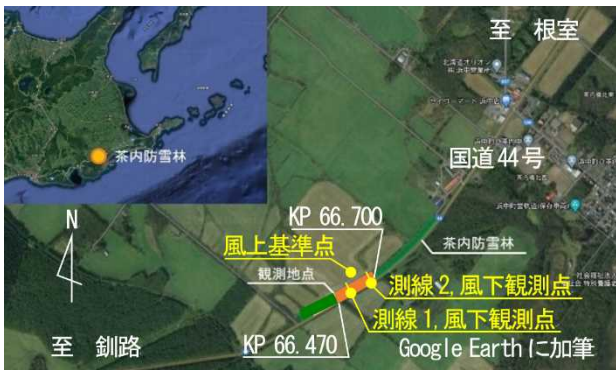 至 根室
茶内防雪林
国道44号
KP 66.700
N
風上基準点
茶内防雪林
観測地点
測線2,風下観測点
測線1,風下観測点
至 釧路
KP 66.470
Google Earthに加筆